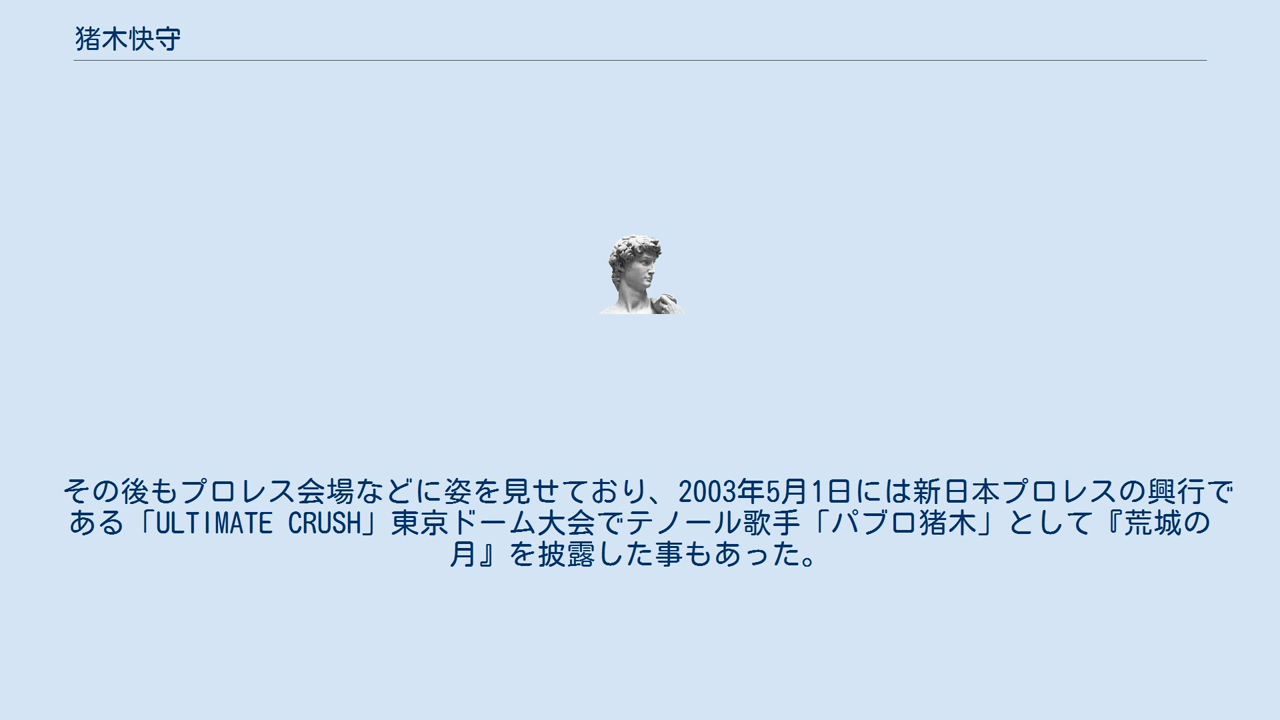 猪木快守
その後もプロレス会場などに姿を見せており、2003年5月1日には新日本プロレスの興行で
ある「ULTIMATE CRUSH」東京ドーム大会でテノール歌手「パブロ猪木」として『荒城の
月』を披露した事もあった。